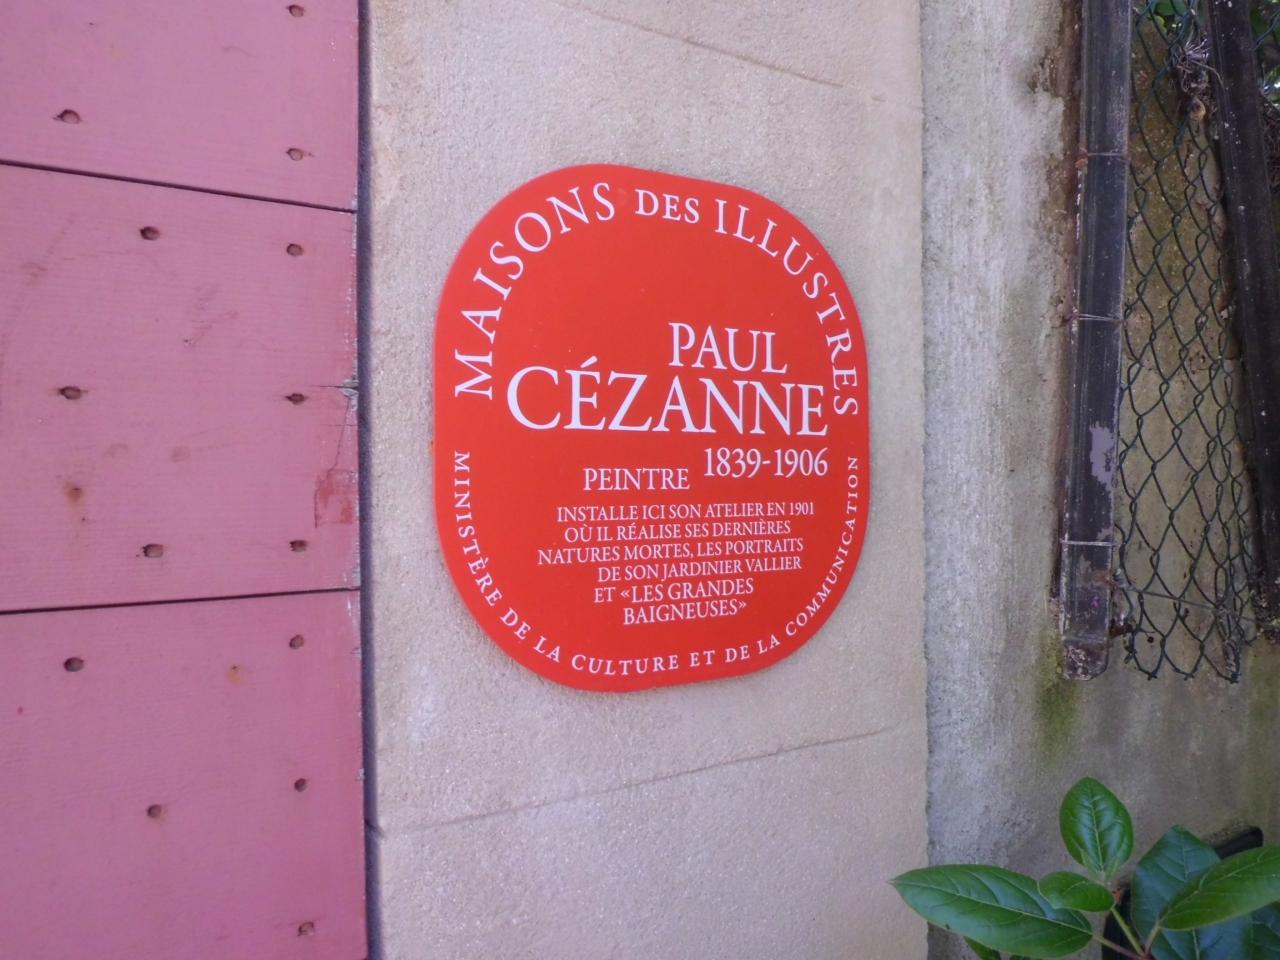 MAISONS DES ILLUSTRES
PAUL
CÉZANNE
1839-1906
PEINTRE
INSTALLE ICI SON ATELIER EN 1901
OÙ IL RÉALISE SES DERNIÈRES
NATURES MORTES, LES PORTRAITS
DE SON JARDINIER VALLIER
ET «LES GRANDES
BAIGNEUSES»
MINISTÈRE DE LA CULTURE ET DE LA COMMUNICATION